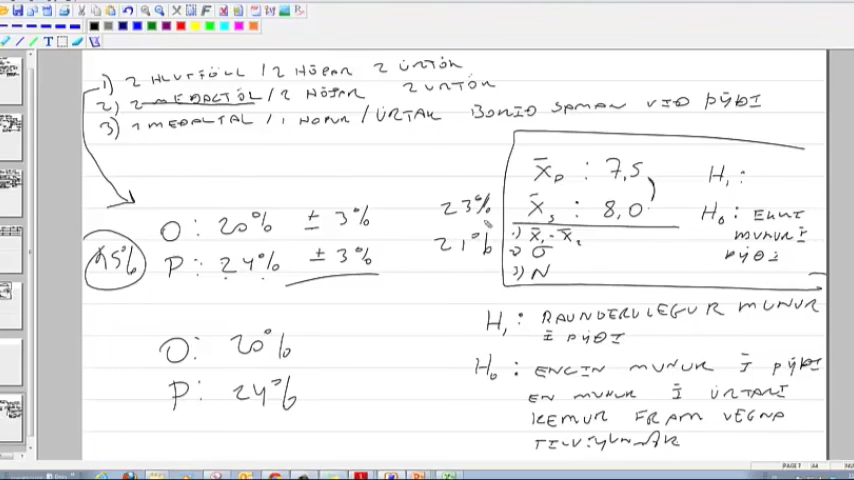 1) 2 HLUTFÖLL / 2 HÓPAR 2 ÚRTÖK
2) 2 MEÐALTÖL / 2 HÓPAR 2 ÚRTÖK
3) 1 MEÐALTAL / 1 HÓPUR / ÚRTAK BORIÐ SAMAN VIÐ ÞÝÐI
O: 20% ± 3%
Þ: 24% ± 3%
95%
23%
21%
X̄P : 7,5
X̄S : 8,0
1) X̄1 - X̄2
2) σ
3) N
H1:
H0: EKKI
MUNUR Í
ÞÝÐI
O: 20%
Þ: 24%
H1: RAUNVERULEGUR MUNUR
Í ÞÝÐI
H0: ENGIN MUNUR Í ÞÝÐI
EN MUNUR Í ÚRTAKI
KEMUR FRAM VEGNA
TILVILJUNAR